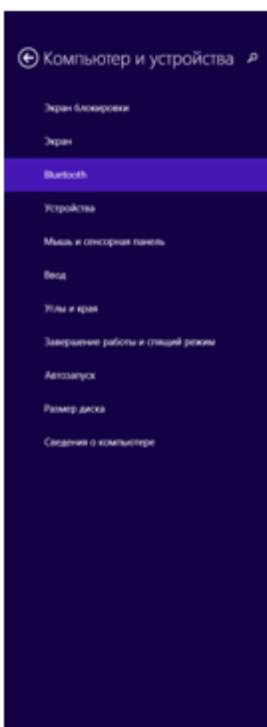 Компьютер и устройства
Экран блокировки
Экран
Bluetooth
Устройства
Мышь и сенсорная панель
Ввод
Углы и края
Завершение работы и спящий режим
Автозапуск
Размер диска
Сведения о компьютере